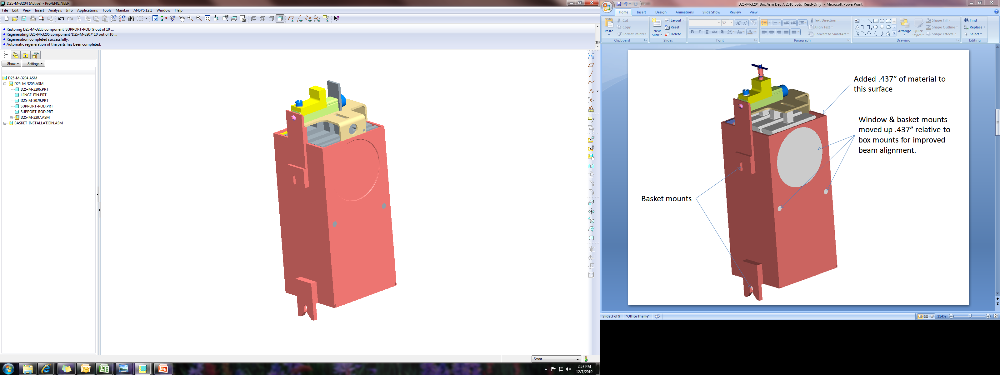 D25-M-3204 (Active) - Pro/ENGINEER
File Edit View Insert Analysis Info Applications Tools Manikin ANSYS 12.1 Window Help
• Restoring D25-M-3205 component 'SUPPORT-ROD' 9 out of 10 ...
• Regenerating D25-M-3205 component 'D25-M-3207' 10 out of 10 ...
• Regeneration completed successfully.
• Automatic regeneration of the parts has been completed.
Show Settings
D25-M-3204.ASM
D25-M-3205.ASM
D25-M-3206.PRT
HINGE-PIN.PRT
D25-M-3079.PRT
SUPPORT-ROD.PRT
SUPPORT-ROD.PRT
D25-M-3207.ASM
BASKET_INSTALLATION.ASM
Smart
2:57 PM
12/7/2010
D25-M-3204 Box Asm Dec 7, 2010.pptx [Read-Only] - Microsoft PowerPoint
Home Insert Design Animations Slide Show Review View
Paste
Cut
Copy
Format Painter
Clipboard
New Slide
Layout
Reset
Delete
Slides
32
B I U abc S AV Aa A
Font
Text Direction
Align Text
Convert to SmartArt
Paragraph
Arrange
Quick Styles
Shape Fill
Shape Outline
Shape Effects
Drawing
Find
Replace
Select
Editing
Added .437” of material to
this surface
Window & basket mounts
moved up .437” relative to
box mounts for improved
beam alignment.
Basket mounts
Slide 3 of 9 "Office Theme" 114%